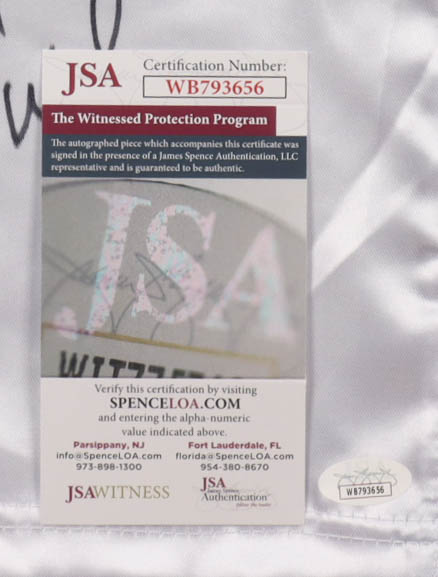 JSA
Certification Number:
WB793656
The Witnessed Protection Program
The autographed piece which accompanies this certificate was
signed in the presence of a James Spence Authentication, LLC
representative and is guaranteed to be authentic.
JSA
Verify this certification by visiting
SPENCELOA.COM
and entering the alpha-numeric
value indicated above.
Parsippany, NJ
info@SpenceLOA.com
973-898-1300
Fort Lauderdale, FL
florida@SpenceLOA.com
954-380-8670
JSAWITNESS
JSA
James Spence
Authentication
WB793656